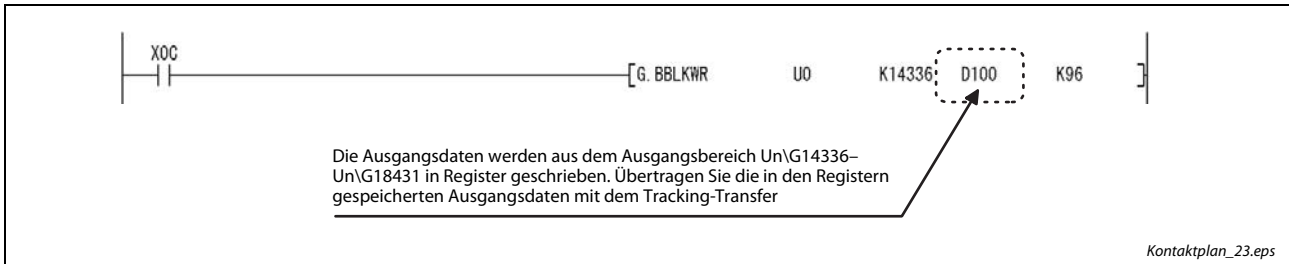 X0C
[G. BBLKWR U0 K14336 D100 K96 ]
Die Ausgangsdaten werden aus dem Ausgangsbereich Un\G14336–
Un\G18431 in Register geschrieben. Übertragen Sie die in den Registern
gespeicherten Ausgangsdaten mit dem Tracking-Transfer
Kontaktplan_23.eps